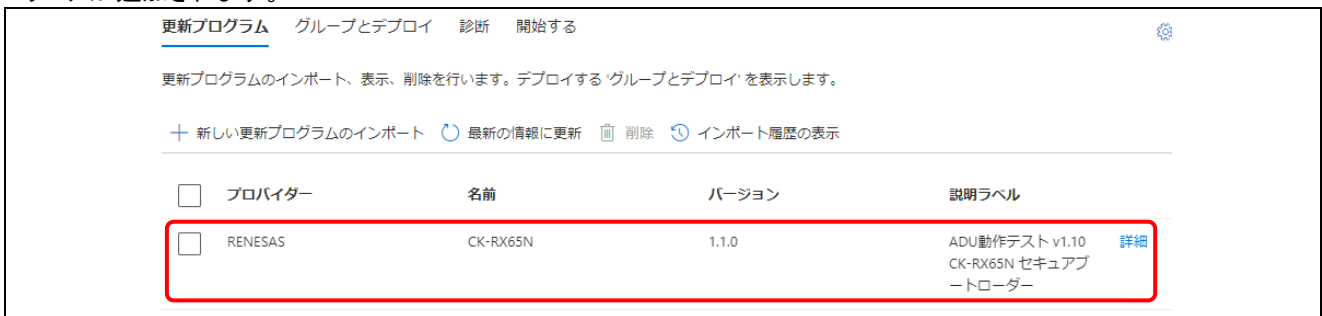 更新プログラム グループとデプロイ 診断 開始する
更新プログラムのインポート、表示、削除を行います。デプロイする 'グループとデプロイ' を表示します。
新しい更新プログラムのインポート 最新の情報に更新 削除 インポート履歴の表示
プロバイダー 名前 バージョン 説明ラベル
RENESAS CK-RX65N 1.1.0 ADU動作テスト v1.10 詳細
CK-RX65N セキュアブ
ートローダー